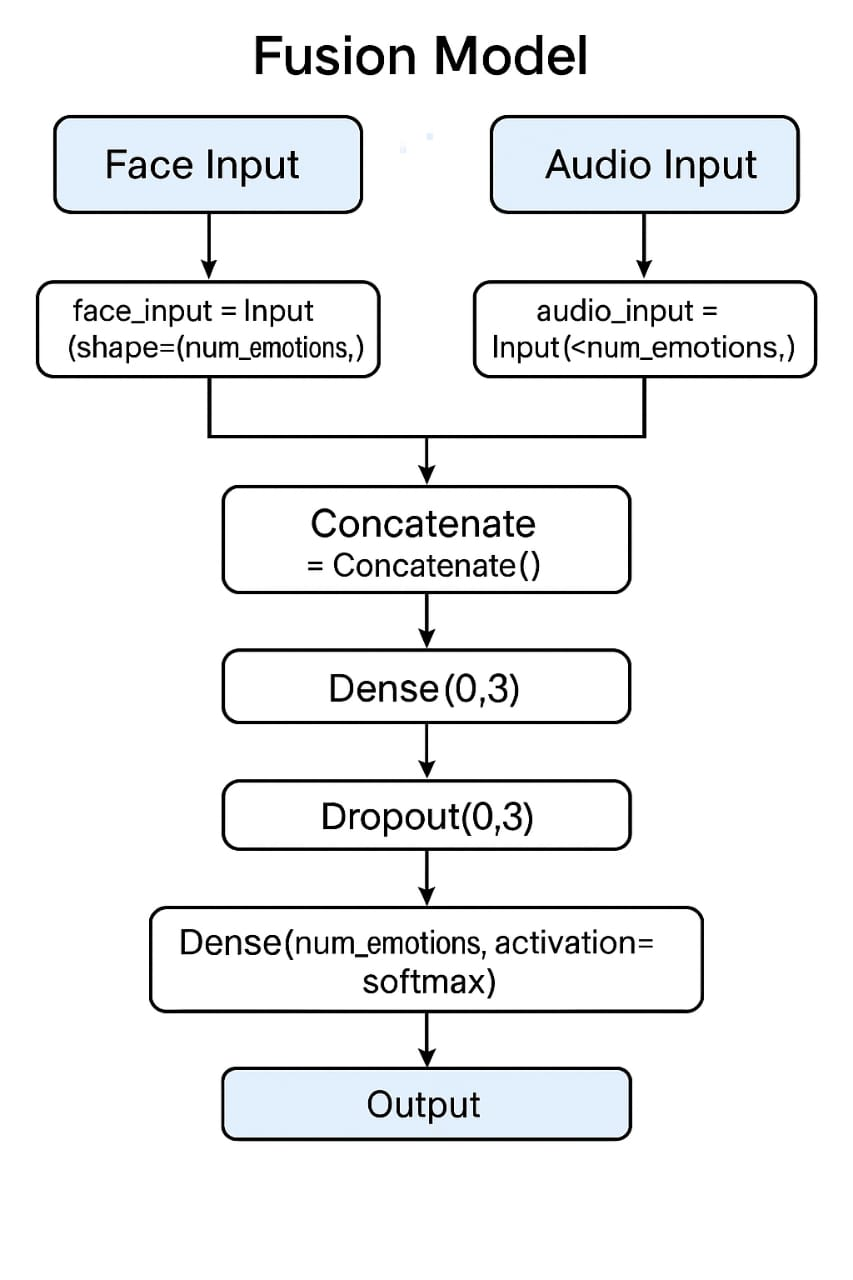 Fusion Model
Face Input
Audio Input
face_input = Input
(shape=(num_emotions,)
audio_input =
Input(<num_emotions,)
Concatenate
= Concatenate()
Dense(0,3)
Dropout(0,3)
Dense(num_emotions, activation=
softmax)
Output